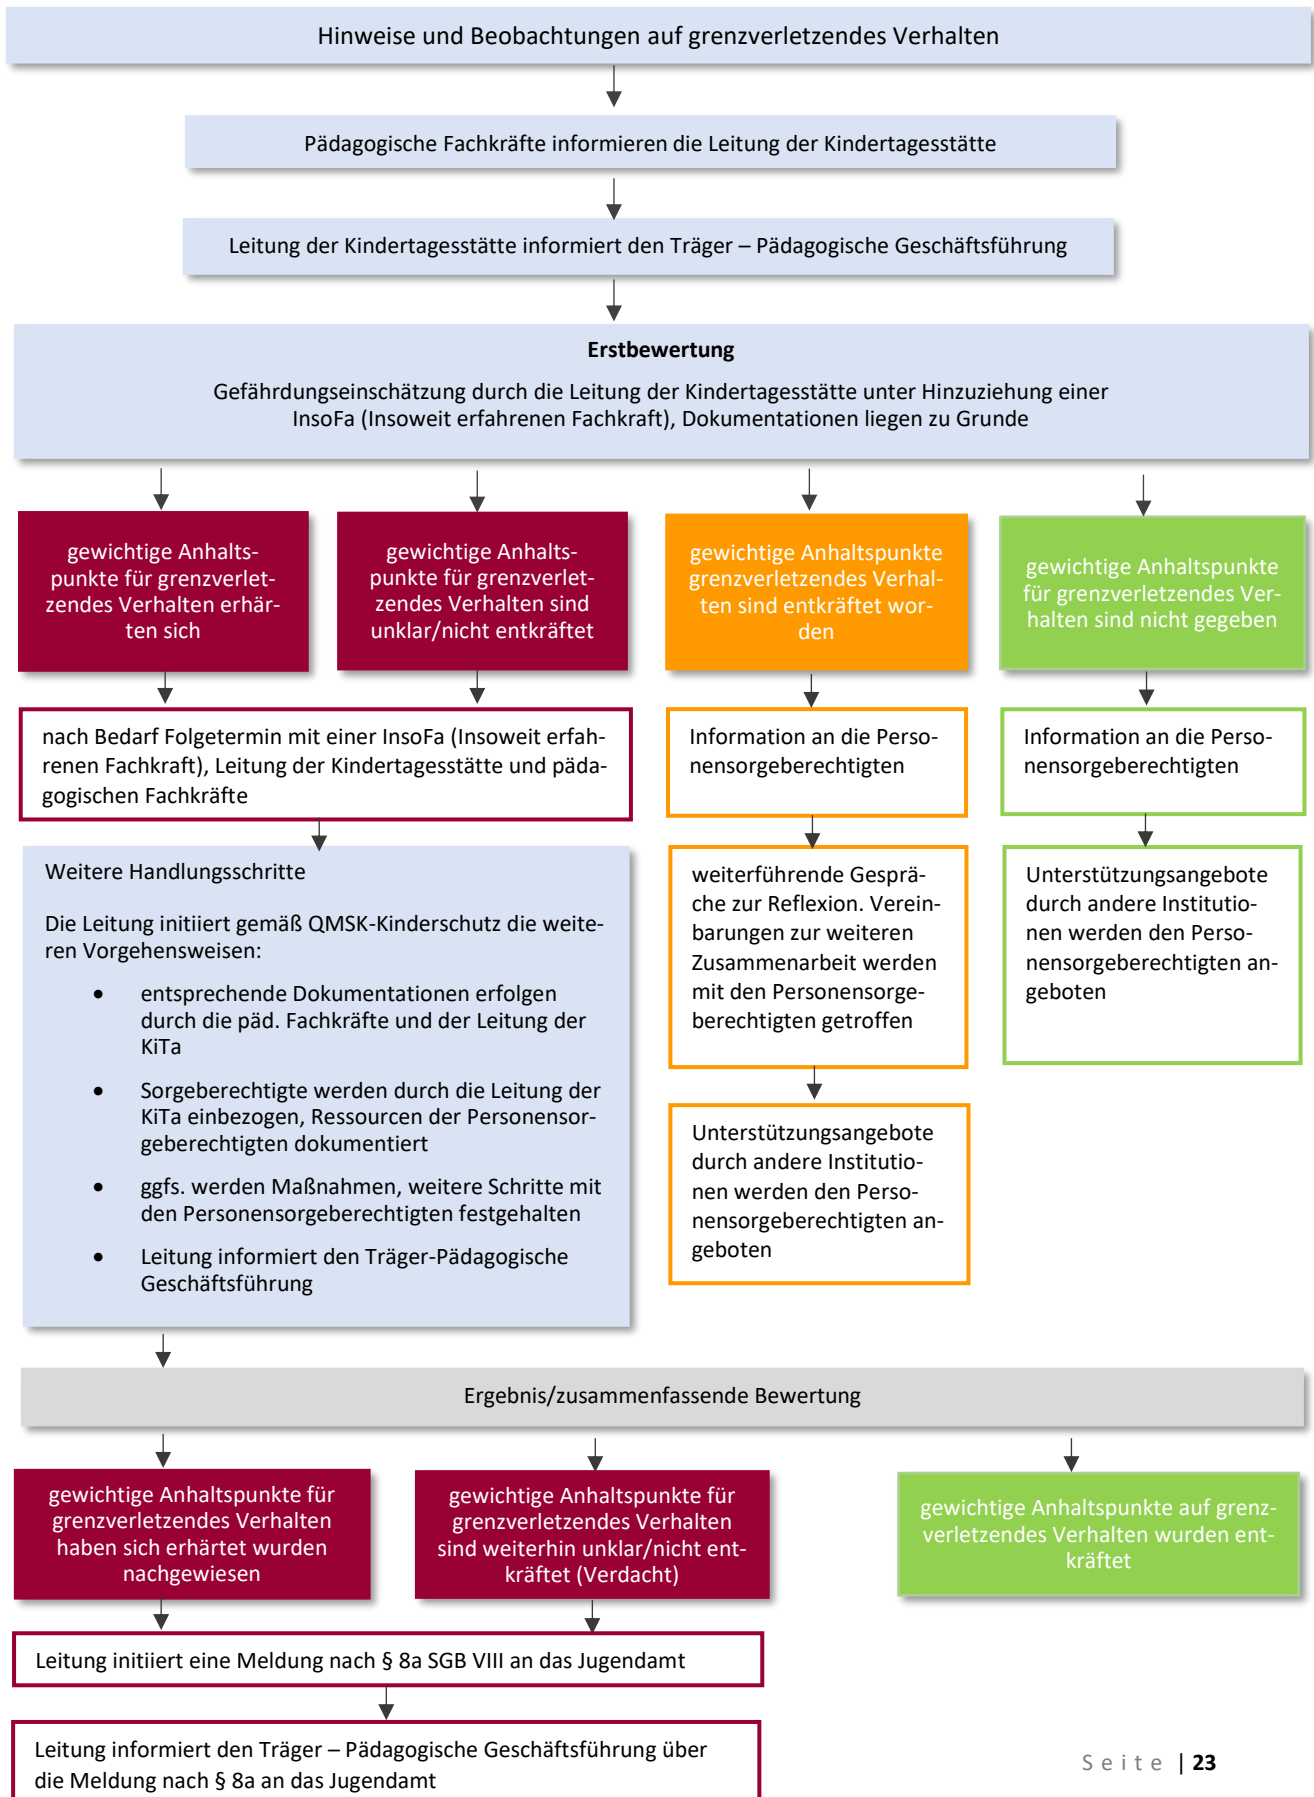 Hinweise und Beobachtungen auf grenzverletzendes Verhalten
Pädagogische Fachkräfte informieren die Leitung der Kindertagesstätte
Leitung der Kindertagesstätte informiert den Träger – Pädagogische Geschäftsführung
Erstbewertung
Gefährdungseinschätzung durch die Leitung der Kindertagesstätte unter Hinzuziehung einer
InsoFa (Insoweit erfahrenen Fachkraft), Dokumentationen liegen zu Grunde
gewichtige Anhalts-
punkte für grenzverlet-
zendes Verhalten erhär-
ten sich
gewichtige Anhalts-
punkte für grenzverlet-
zendes Verhalten sind
unklar/nicht entkräftet
gewichtige Anhaltspunkte
grenzverletzendes Verhal-
ten sind entkräftet wor-
den
gewichtige Anhaltspunkte
für grenzverletzendes Ver-
halten sind nicht gegeben
nach Bedarf Folgetermin mit einer InsoFa (Insoweit erfah-
renen Fachkraft), Leitung der Kindertagesstätte und päda-
gogischen Fachkräfte
Information an die Perso-
nensorgeberechtigten
Information an die Perso-
nensorgeberechtigten
Weitere Handlungsschritte
Die Leitung initiiert gemäß QMSK-Kinderschutz die weite-
ren Vorgehensweisen:
• entsprechende Dokumentationen erfolgen
durch die päd. Fachkräfte und der Leitung der
KiTa
• Sorgeberechtigte werden durch die Leitung der
KiTa einbezogen, Ressourcen der Personensor-
geberechtigten dokumentiert
• ggfs. werden Maßnahmen, weitere Schritte mit
den Personensorgeberechtigten festgehalten
• Leitung informiert den Träger-Pädagogische
Geschäftsführung
weiterführende Gesprä-
che zur Reflexion. Verein-
barungen zur weiteren
Zusammenarbeit werden
mit den Personensorge-
berechtigten getroffen
Unterstützungsangebote
durch andere Institutio-
nen werden den Perso-
nensorgeberechtigten an-
geboten
Unterstützungsangebote
durch andere Institutio-
nen werden den Perso-
nensorgeberechtigten an-
geboten
Ergebnis/zusammenfassende Bewertung
gewichtige Anhaltspunkte für
grenzverletzendes Verhalten
haben sich erhärtet wurden
nachgewiesen
gewichtige Anhaltspunkte für
grenzverletzendes Verhalten
sind weiterhin unklar/nicht ent-
kräftet (Verdacht)
gewichtige Anhaltspunkte auf grenz-
verletzendes Verhalten wurden ent-
kräftet
Leitung initiiert eine Meldung nach § 8a SGB VIII an das Jugendamt
Leitung informiert den Träger – Pädagogische Geschäftsführung über
die Meldung nach § 8a an das Jugendamt
Seite | 23